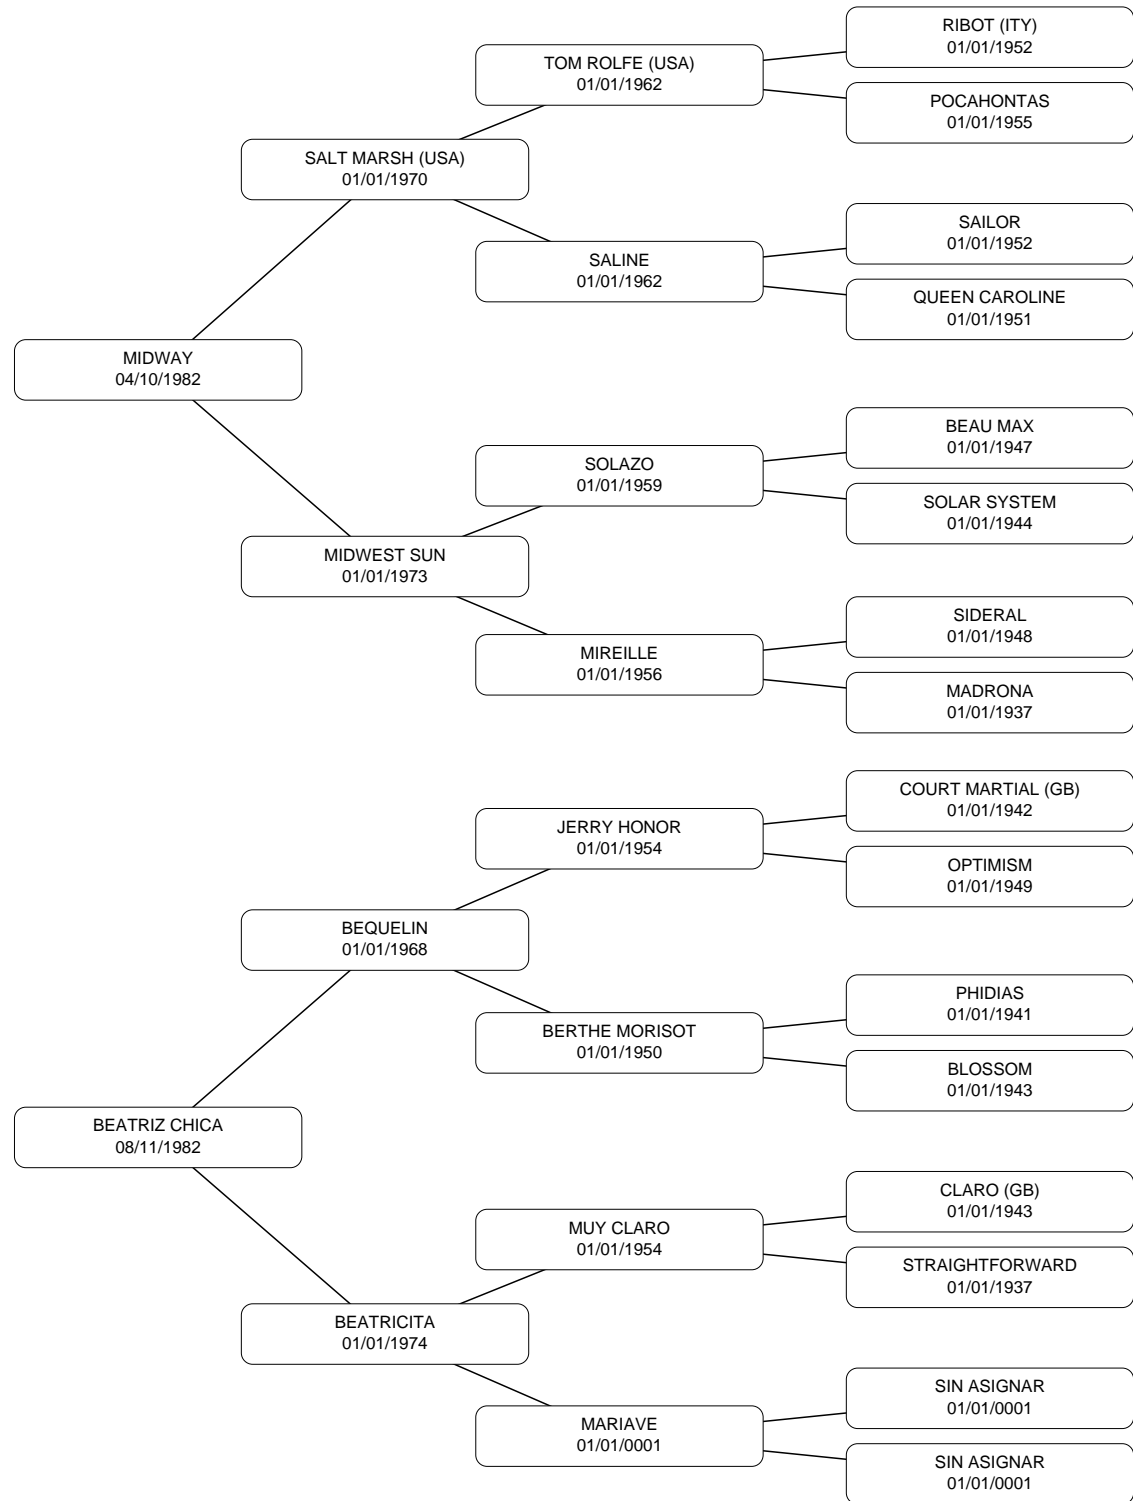 RIBOT (ITY)
01/01/1952
TOM ROLFE (USA)
01/01/1962
POCAHONTAS
01/01/1955
SALT MARSH (USA)
01/01/1970
SAILOR
01/01/1952
SALINE
01/01/1962
QUEEN CAROLINE
01/01/1951
MIDWAY
04/10/1982
BEAU MAX
01/01/1947
SOLAZO
01/01/1959
SOLAR SYSTEM
01/01/1944
MIDWEST SUN
01/01/1973
SIDERAL
01/01/1948
MIREILLE
01/01/1956
MADRONA
01/01/1937
COURT MARTIAL (GB)
01/01/1942
JERRY HONOR
01/01/1954
OPTIMISM
01/01/1949
BEQUELIN
01/01/1968
PHIDIAS
01/01/1941
BERTHE MORISOT
01/01/1950
BLOSSOM
01/01/1943
BEATRIZ CHICA
08/11/1982
CLARO (GB)
01/01/1943
MUY CLARO
01/01/1954
STRAIGHTFORWARD
01/01/1937
BEATRICITA
01/01/1974
SIN ASIGNAR
01/01/0001
MARIAVE
01/01/0001
SIN ASIGNAR
01/01/0001